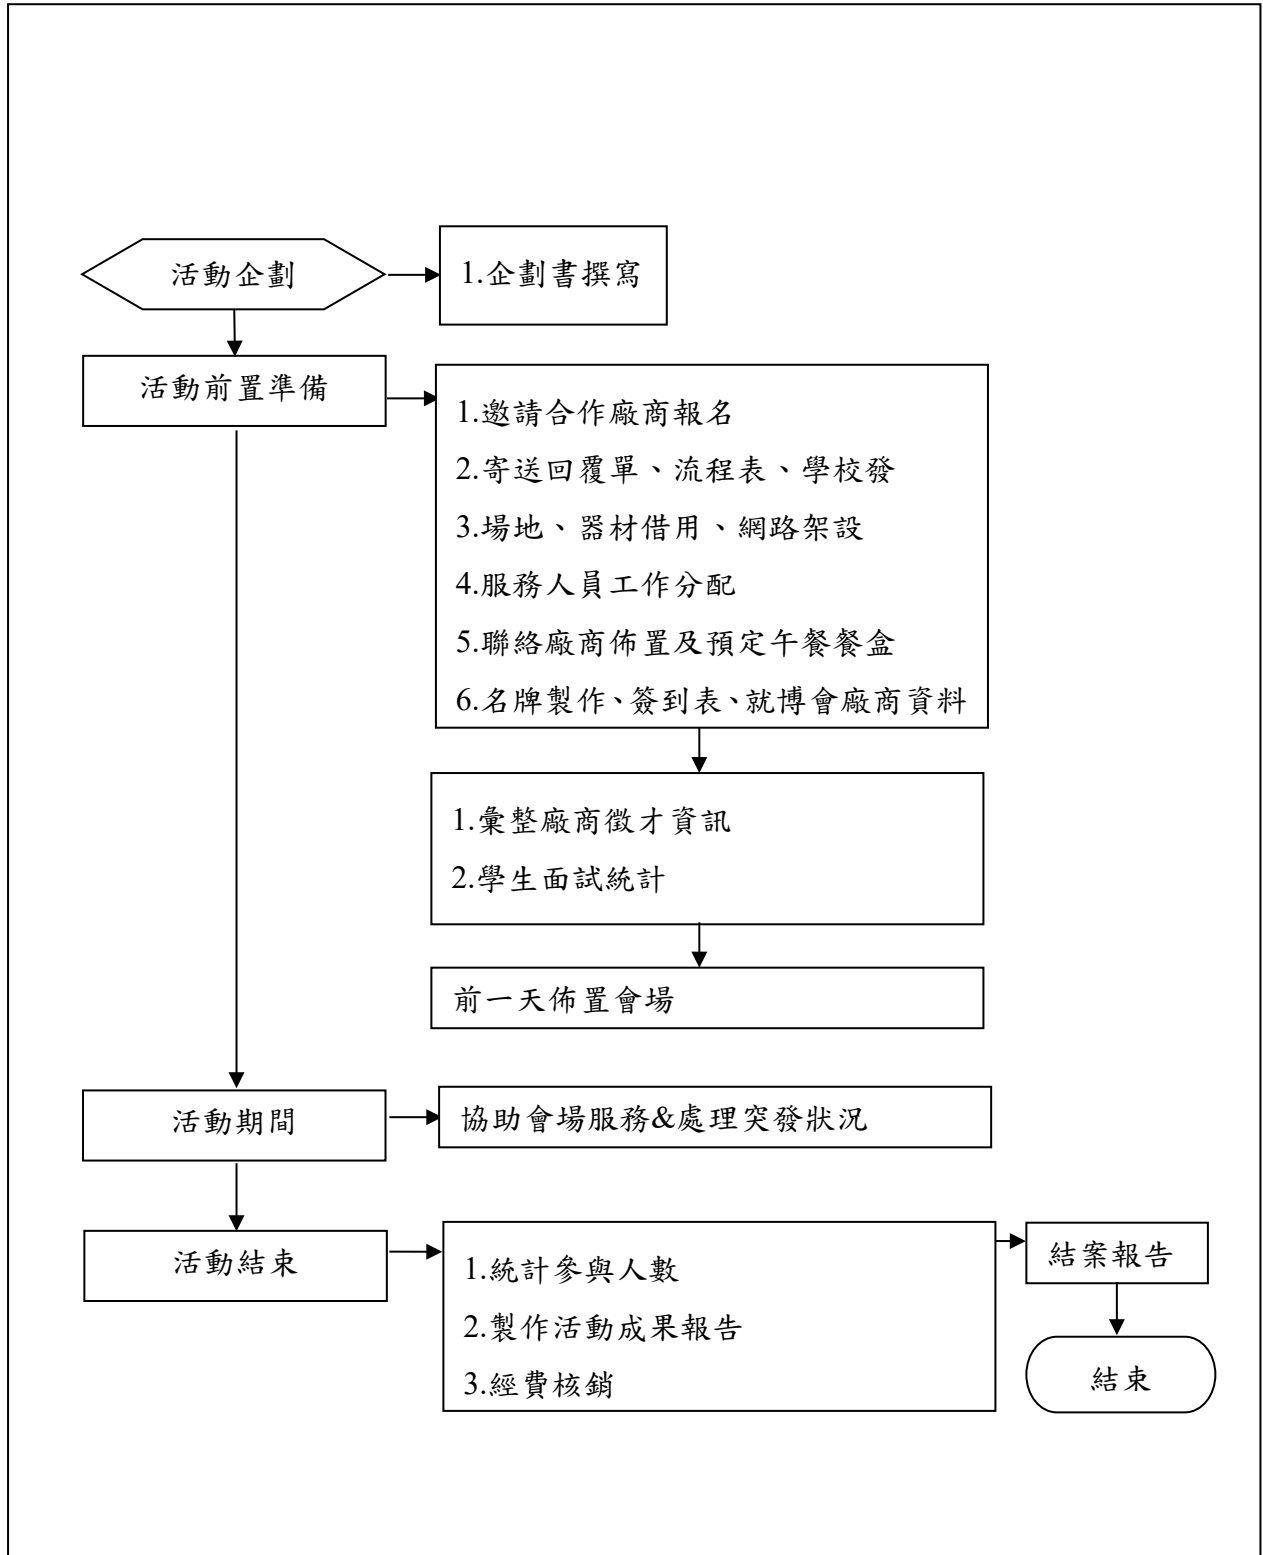 活動企劃
1.企劃書撰寫
活動前置準備
1.邀請合作廠商報名
2.寄送回覆單、流程表、學校發
3.場地、器材借用、網路架設
4.服務人員工作分配
5.聯絡廠商佈置及預定午餐餐盒
6.名牌製作、簽到表、就博會廠商資料
1.彙整廠商徵才資訊
2.學生面試統計
前一天佈置會場
活動期間
協助會場服務&處理突發狀況
活動結束
1.統計參與人數
2.製作活動成果報告
3.經費核銷
結案報告
結束